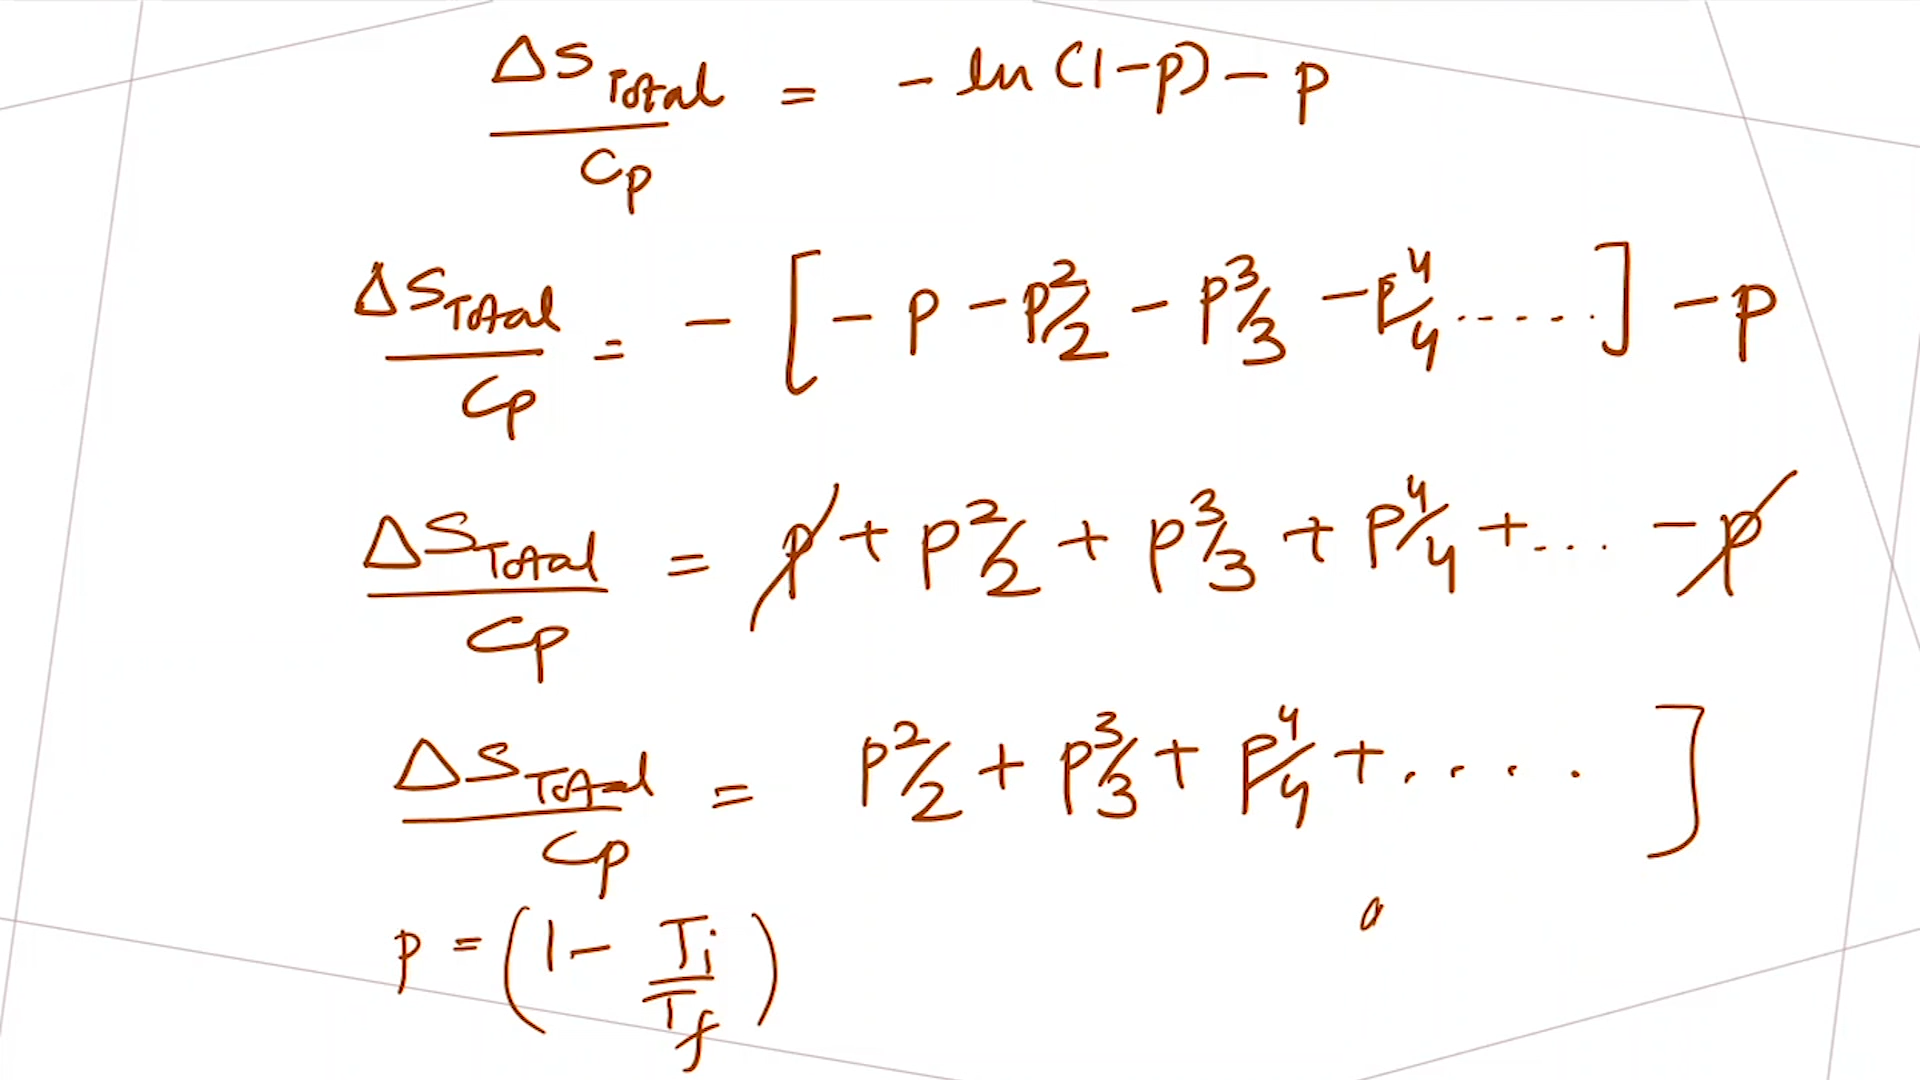 ΔS_Total / Cp = - ln (1-p) - p
ΔS_Total / Cp = - [ - p - p²/2 - p³/3 - p⁴/4 ...... ] - p
ΔS_Total / Cp = p + p²/2 + p³/3 + p⁴/4 + ... - p
ΔS_Total / Cp = p²/2 + p³/3 + p⁴/4 + ..... ]
p = (1 - Ti / Tf)